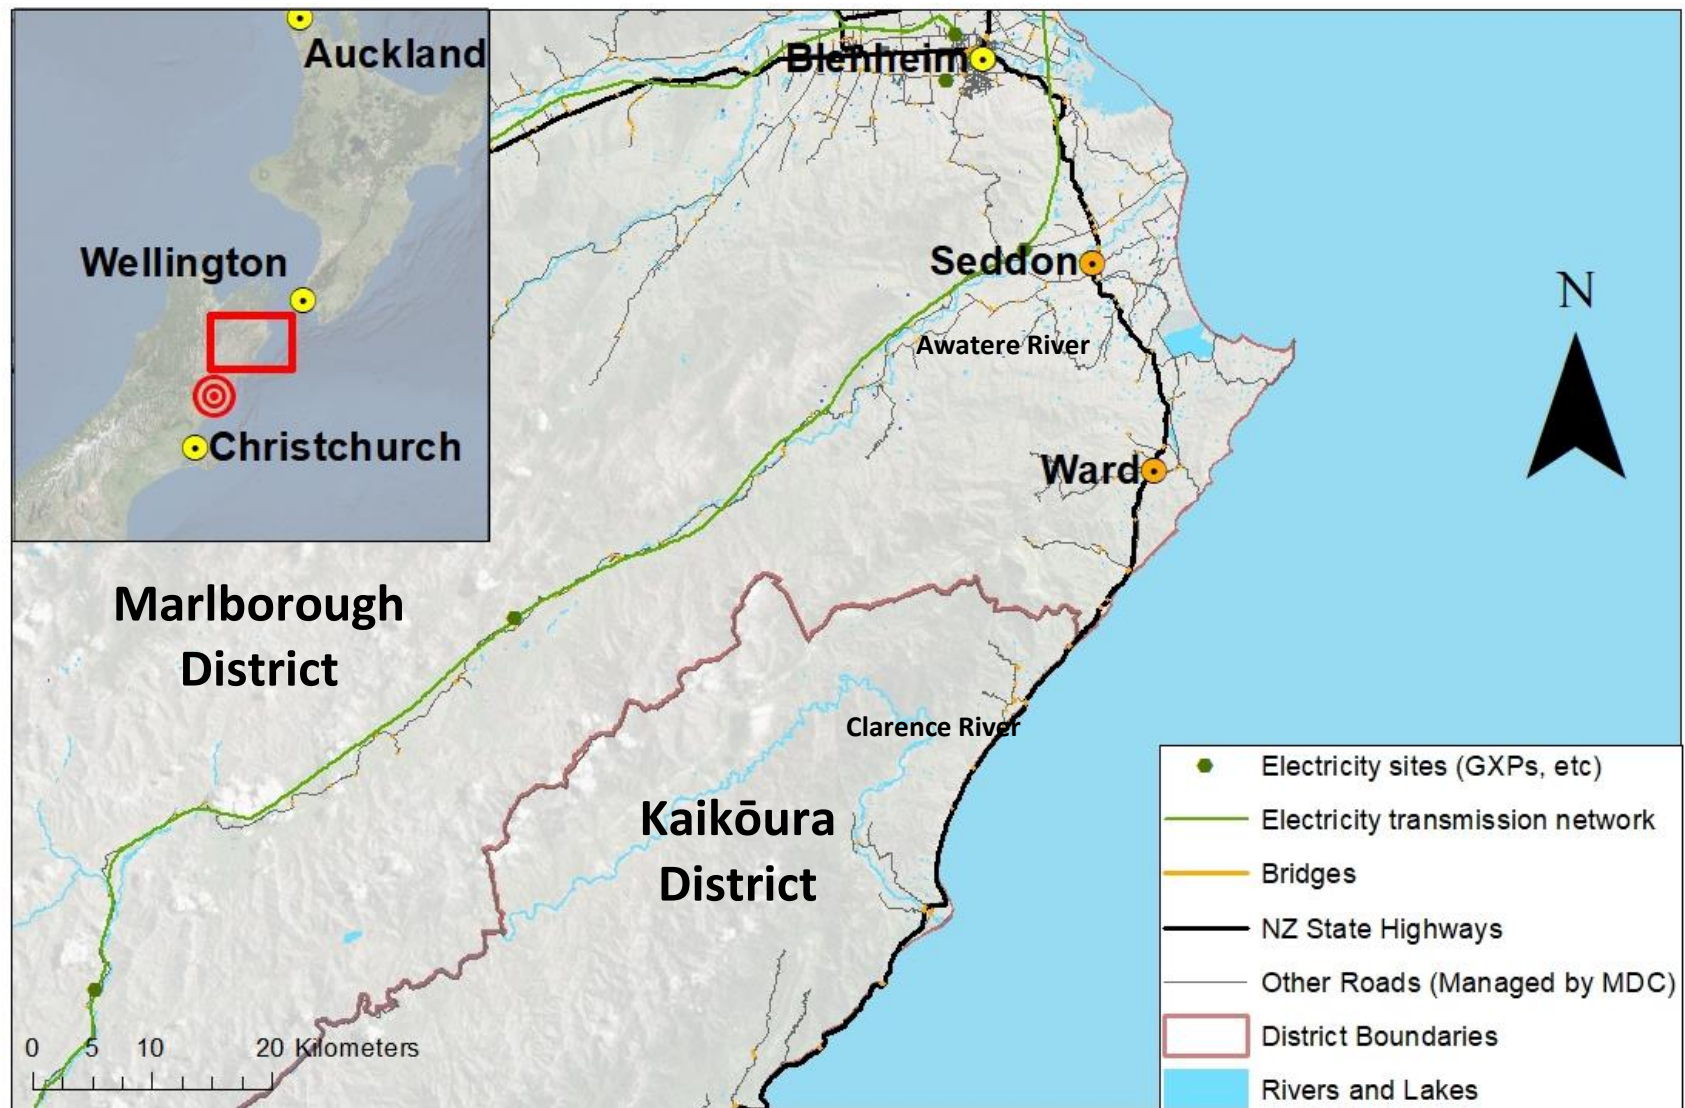 Auckland
Wellington
Christchurch
Blenheim
Seddon
Awatere River
Ward
N
Marlborough
District
Clarence River
Kaikōura
District
0 5 10 20 Kilometers
Electricity sites (GXPs, etc)
Electricity transmission network
Bridges
NZ State Highways
Other Roads (Managed by MDC)
District Boundaries
Rivers and Lakes